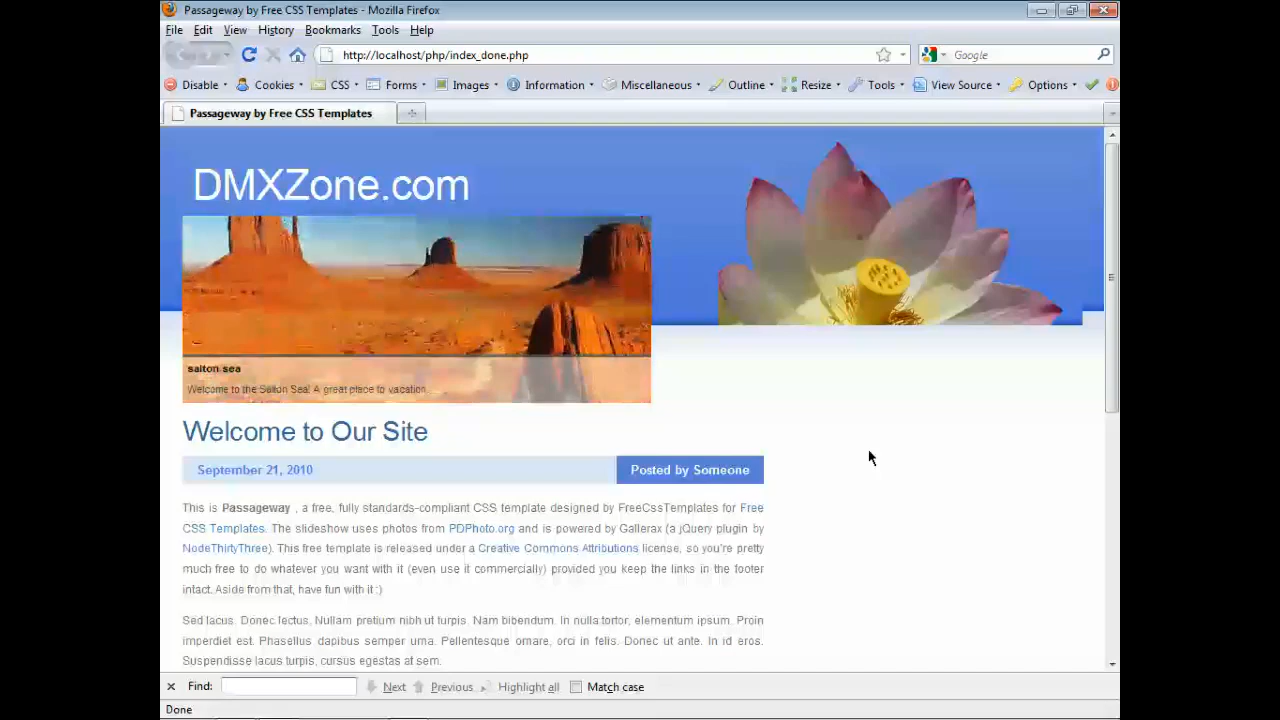 Passageway by Free CSS Templates - Mozilla Firefox
File Edit View History Bookmarks Tools Help
http://localhost/php/index_done.php Google
Disable Cookies CSS Forms Images Information Miscellaneous Outline Resize Tools View Source Options
Passageway by Free CSS Templates
DMXZone.com
salton sea
Welcome to the Salton Sea! A great place to vacation.
Welcome to Our Site
September 21, 2010 Posted by Someone
This is Passageway , a free, fully standards-compliant CSS template designed by FreeCssTemplates for Free
CSS Templates. The slideshow uses photos from PDPhoto.org and is powered by Gallerax (a jQuery plugin by
NodeThirtyThree). This free template is released under a Creative Commons Attributions license, so you're pretty
much free to do whatever you want with it (even use it commercially) provided you keep the links in the footer
intact. Aside from that, have fun with it :)
Sed lacus. Donec lectus. Nullam pretium nibh ut turpis. Nam bibendum. In nulla tortor, elementum ipsum. Proin
imperdiet est. Phasellus dapibus semper urna. Pellentesque ornare, orci in felis. Donec ut ante. In id eros.
Suspendisse lacus turpis, cursus egestas at sem.
Find: Next Previous Highlight all Match case
Done